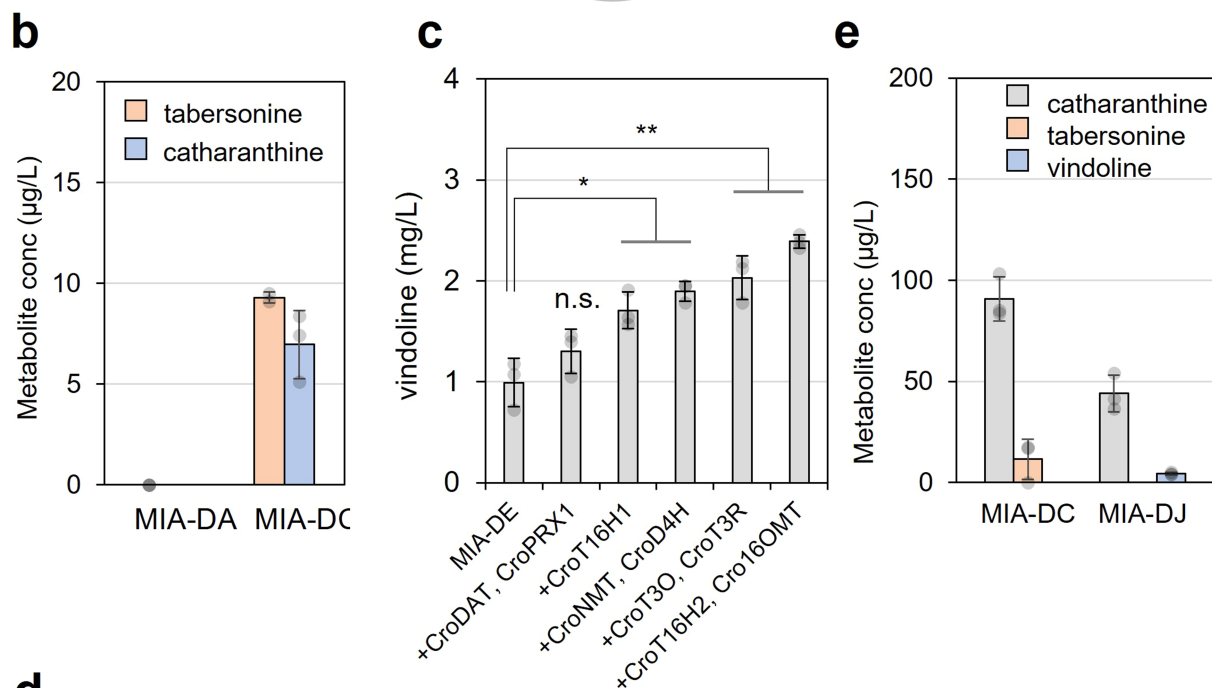 b
20
15
10
5
0
Metabolite conc (µg/L)
tabersonine
catharanthine
MIA-DA
MIA-DC
c
4
3
2
1
0
vindoline (mg/L)
**
*
n.s.
MIA-DE
+CroDAT, CroPRX1
+CroT16H1
+CroNMT, CroD4H
+CroT3O, CroT3R
+CroT16H2, Cro16OMT
e
200
150
100
50
0
Metabolite conc (µg/L)
catharanthine
tabersonine
vindoline
MIA-DC
MIA-DJ
d